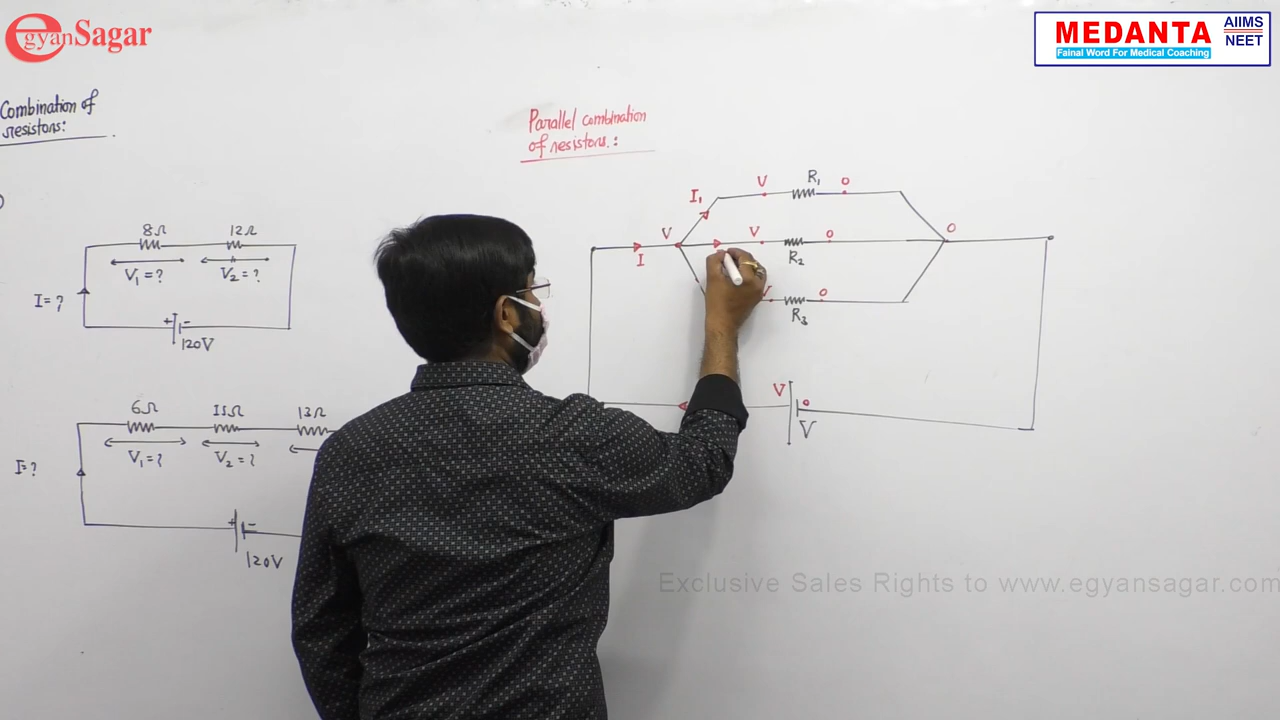 egyanSagar
MEDANTA
Fainal Word For Medical Coaching
AIIMS
NEET
Combination of
resistors:
Parallel combination
of resistors.:
8Ω
12Ω
V₁ = ?
V₂ = ?
I = ?
+
-
120V
6Ω
11Ω
13Ω
V₁ = ?
V₂ = ?
I = ?
+
-
120V
I
V
I₁
V
R₁
0
V
R₂
0
0
V
R₃
0
V
0
V
Exclusive Sales Rights to www.egyansagar.com